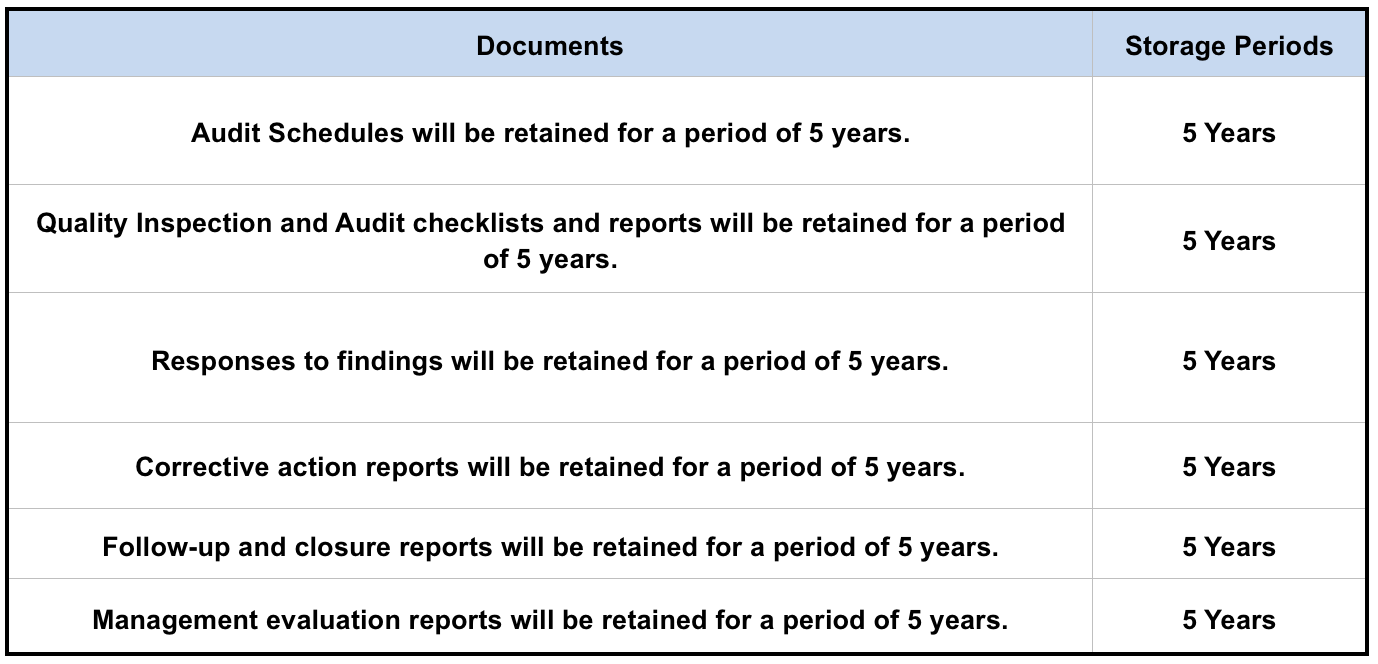 Documents
Storage Periods
Audit Schedules will be retained for a period of 5 years.
5 Years
Quality Inspection and Audit checklists and reports will be retained for a period
of 5 years.
5 Years
Responses to findings will be retained for a period of 5 years.
5 Years
Corrective action reports will be retained for a period of 5 years.
5 Years
Follow-up and closure reports will be retained for a period of 5 years.
5 Years
Management evaluation reports will be retained for a period of 5 years.
5 Years